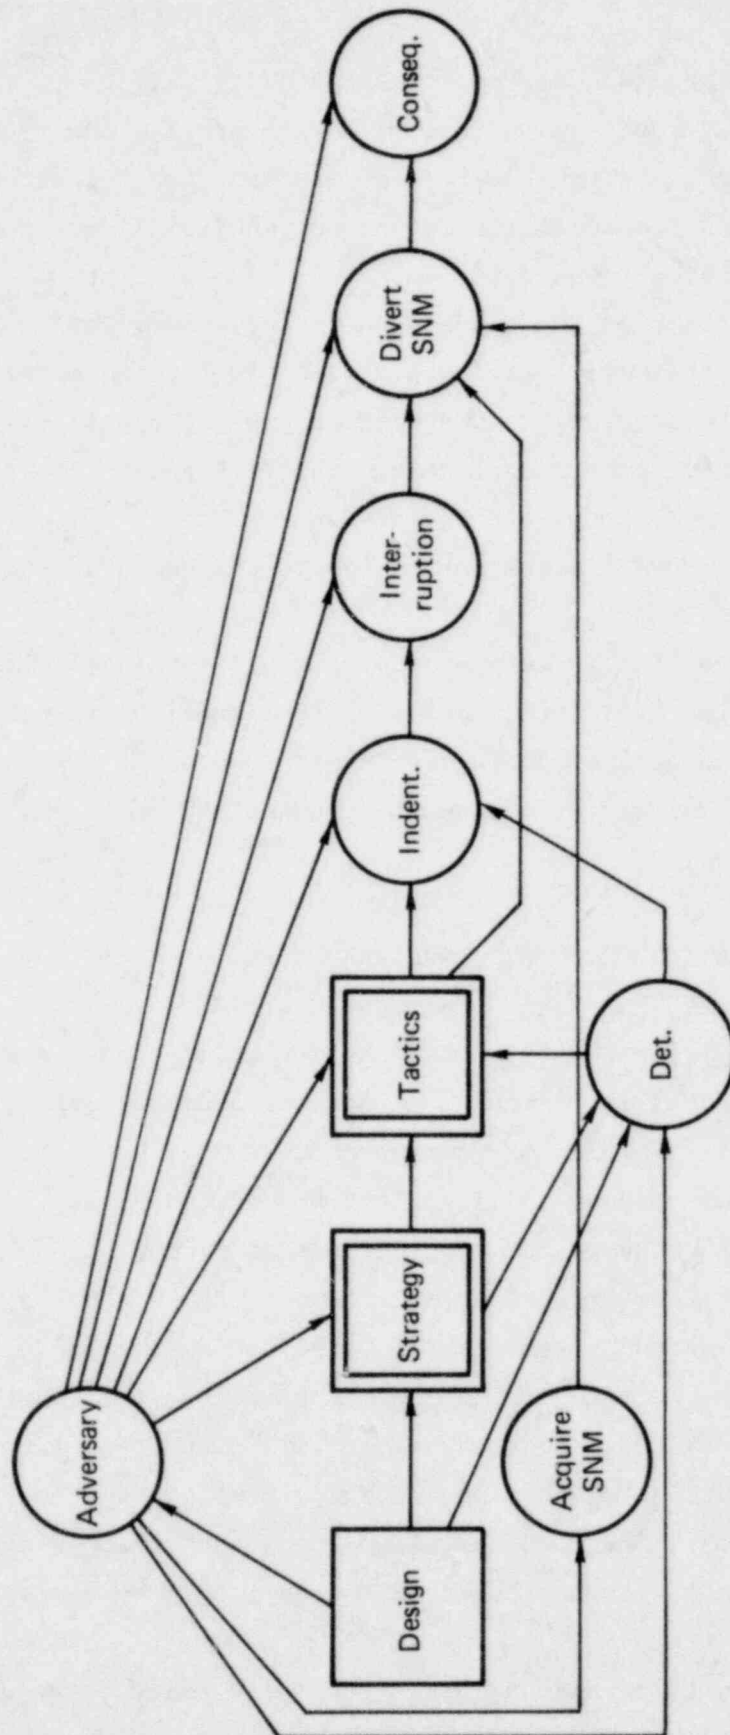 Adversary
Design
Strategy
Tactics
Indent.
Inter-
ruption
Divert
SNM
Conseq.
Acquire
SNM
Det.